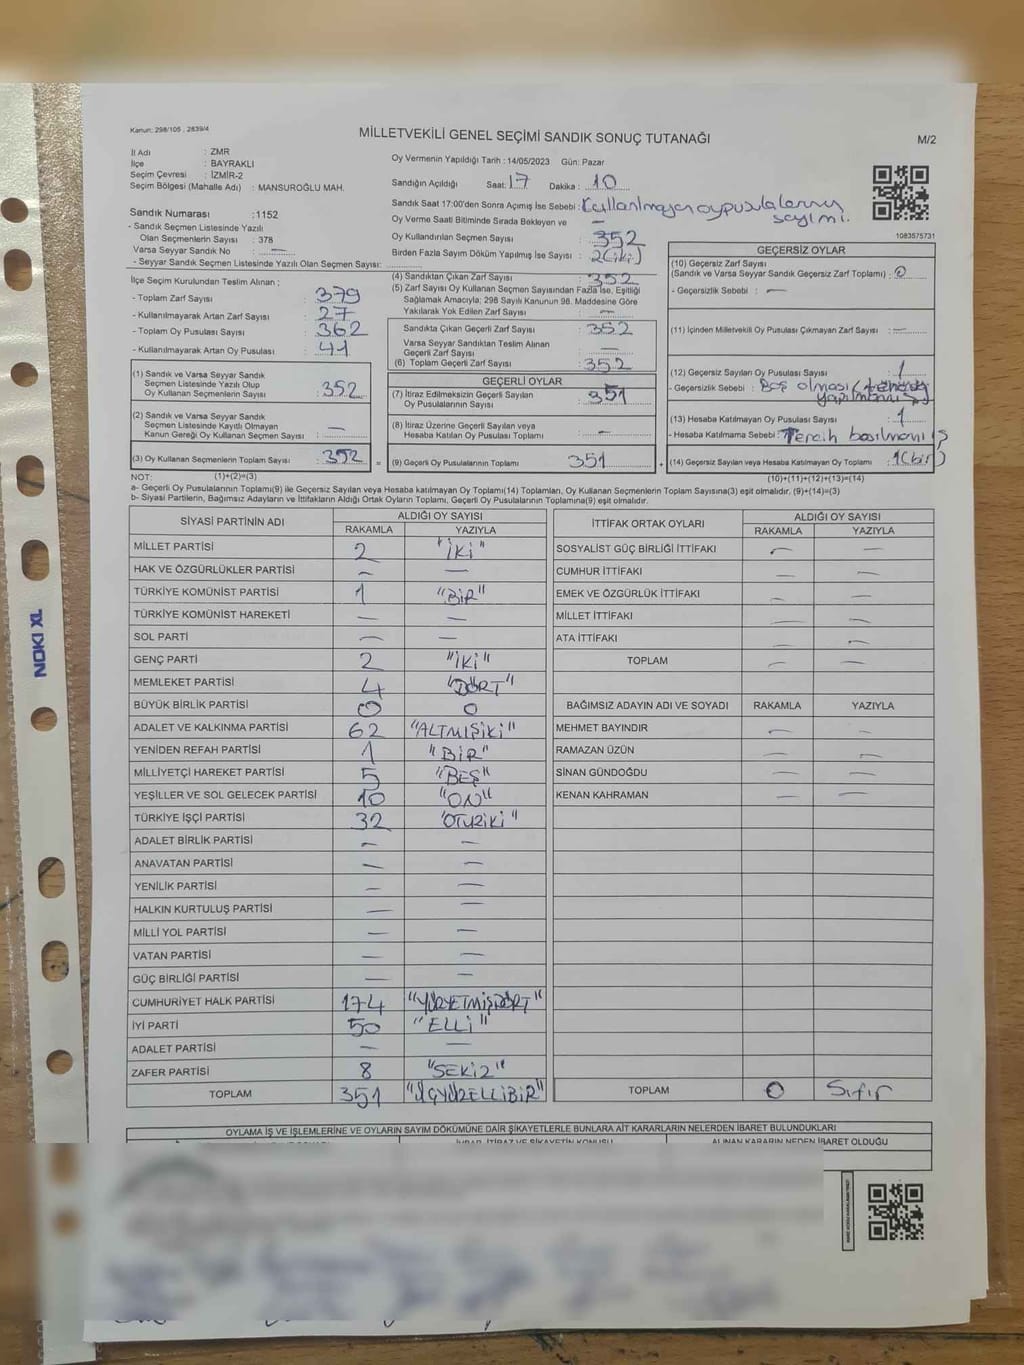 Kanun: 298/105 , 2839/4
MİLLETVEKİLİ GENEL SEÇİMİ SANDIK SONUÇ TUTANAĞI
M/2
İl Adı : ZMR
İlçe : BAYRAKLI
Seçim Çevresi : İZMİR-2
Seçim Bölgesi (Mahalle Adı) : MANSUROĞLU MAH.
Sandık Numarası :1152
- Sandık Seçmen Listesinde Yazılı
Olan Seçmenlerin Sayısı : 378
Varsa Seyyar Sandık No : —
- Seyyar Sandık Seçmen Listesinde Yazılı Olan Seçmen Sayısı:
Oy Vermenin Yapıldığı Tarih : 14/05/2023 Gün: Pazar
Sandığın Açıldığı Saat: 17 Dakika : 10
Sandık Saat 17:00'den Sonra Açımış İse Sebebi : Kullanılmayan oy pusulalarının
sayımı.
Oy Verme Saati Bitiminde Sırada Bekleyen ve —
Oy Kullandırılan Seçmen Sayısı : 352
Birden Fazla Sayım Döküm Yapılmış İse Sayısı : 2(iki)
1083575731
İlçe Seçim Kurulundan Teslim Alınan ;
- Toplam Zarf Sayısı : 379
- Kullanılmayarak Artan Zarf Sayısı : 27
- Toplam Oy Pusulası Sayısı : 362
- Kullanılmayarak Artan Oy Pusulası : 41
(4) Sandıktan Çıkan Zarf Sayısı : 352
(5) Zarf Sayısı Oy Kullanan Seçmen Sayısından Fazla İse, Eşitliği
Sağlamak Amacıyla; 298 Sayılı Kanunun 98. Maddesine Göre
Yakılarak Yok Edilen Zarf Sayısı : —
Sandıkta Çıkan Geçerli Zarf Sayısı : 352
Varsa Seyyar Sandıktan Teslim Alınan
Geçerli Zarf Sayısı : —
(6) Toplam Geçerli Zarf Sayısı : 352
GEÇERSİZ OYLAR
(10) Geçersiz Zarf Sayısı
(Sandık ve Varsa Seyyar Sandık Geçersiz Zarf Toplamı) : 0
- Geçersizlik Sebebi : —
(11) İçinden Milletvekili Oy Pusulası Çıkmayan Zarf Sayısı : —
(12) Geçersiz Sayılan Oy Pusulası Sayısı : 1
- Geçersizlik Sebebi : Boş olması
yapılmamış
(13) Hesaba Katılmayan Oy Pusulası Sayısı : 1
- Hesaba Katılmama Sebebi : Tercih basılmamış
(14) Geçersiz Sayılan veya Hesaba Katılmayan Oy Toplamı : 1(bir)
(10)+(11)+(12)+(13)=(14)
(1) Sandık ve Varsa Seyyar Sandık
Seçmen Listesinde Yazılı Olup
Oy Kullanan Seçmenlerin Sayısı : 352
(2) Sandık ve Varsa Seyyar Sandık
Seçmen Listesinde Kayıtlı Olmayan
Kanun Gereği Oy Kullanan Seçmen Sayısı : —
(3) Oy Kullanan Seçmenlerin Toplam Sayısı : 352 =
GEÇERLİ OYLAR
(7) İtiraz Edilmeksizin Geçerli Sayılan
Oy Pusulalarının Sayısı : 351
(8) İtiraz Üzerine Geçerli Sayılan veya
Hesaba Katılan Oy Pusulası Toplamı : —
(9) Geçerli Oy Pusulalarının Toplamı 351 +
NOT: (1)+(2)=(3)
a- Geçerli Oy Pusulaları Toplamı(9) ile Geçersiz Sayılan veya Hesaba katılmayan Oy Toplamı(14) Toplamları, Oy Kullanan Seçmenlerin Toplam Sayısına(3) eşit olmalıdır. (9)+(14)=(3)
b- Siyasi Partilerin, Bağımsız Adayların ve İttifakların Aldığı Ortak Oyların Toplamı, Geçerli Oy Pusulalarının Toplamına(9) eşit olmalıdır.
SİYASİ PARTİNİN ADI ALDIĞI OY SAYISI
RAKAMLA YAZIYLA
MİLLET PARTİSİ 2 "İKİ"
HAK VE ÖZGÜRLÜKLER PARTİSİ — —
TÜRKİYE KOMÜNİST PARTİSİ 1 "BİR"
TÜRKİYE KOMÜNİST HAREKETİ — —
SOL PARTİ — —
GENÇ PARTİ 2 "İKİ"
MEMLEKET PARTİSİ 4 "DÖRT"
BÜYÜK BİRLİK PARTİSİ 0 0
ADALET VE KALKINMA PARTİSİ 62 "ALTMIŞİKİ"
YENİDEN REFAH PARTİSİ 1 "BİR"
MİLLİYETÇİ HAREKET PARTİSİ 5 "BEŞ"
YEŞİLLER VE SOL GELECEK PARTİSİ 10 "ON"
TÜRKİYE İŞÇİ PARTİSİ 32 "OTUZİKİ"
ADALET BİRLİK PARTİSİ — —
ANAVATAN PARTİSİ — —
YENİLİK PARTİSİ — —
HALKIN KURTULUŞ PARTİSİ — —
MİLLİ YOL PARTİSİ — —
VATAN PARTİSİ — —
GÜÇ BİRLİĞİ PARTİSİ — —
CUMHURİYET HALK PARTİSİ 174 "YÜZYETMİŞDÖRT"
İYİ PARTİ 50 "ELLİ"
ADALET PARTİSİ — —
ZAFER PARTİSİ 8 "SEKİZ"
TOPLAM 351 "ÜÇYÜZELLİBİR"
İTTİFAK ORTAK OYLARI ALDIĞI OY SAYISI
RAKAMLA YAZIYLA
SOSYALİST GÜÇ BİRLİĞİ İTTİFAKI — —
CUMHUR İTTİFAKI — —
EMEK VE ÖZGÜRLÜK İTTİFAKI — —
MİLLET İTTİFAKI — —
ATA İTTİFAKI —
TOPLAM — —
BAĞIMSIZ ADAYIN ADI VE SOYADI RAKAMLA YAZIYLA
MEHMET BAYINDIR — —
RAMAZAN ÜZÜN — —
SİNAN GÜNDOĞDU — —
KENAN KAHRAMAN — —
TOPLAM 0 Sıfır
OYLAMA İŞ VE İŞLEMLERİNE VE OYLARIN SAYIM DÖKÜMÜNE DAİR ŞİKAYETLERLE BUNLARA AİT KARARLARIN NELERDEN İBARET BULUNDUKLARI
İHBAR, İTİRAZ VE ŞİKAYETİN KONUSU ALINAN KARARIN NEDEN İBARET OLDUĞU
NOKI XL